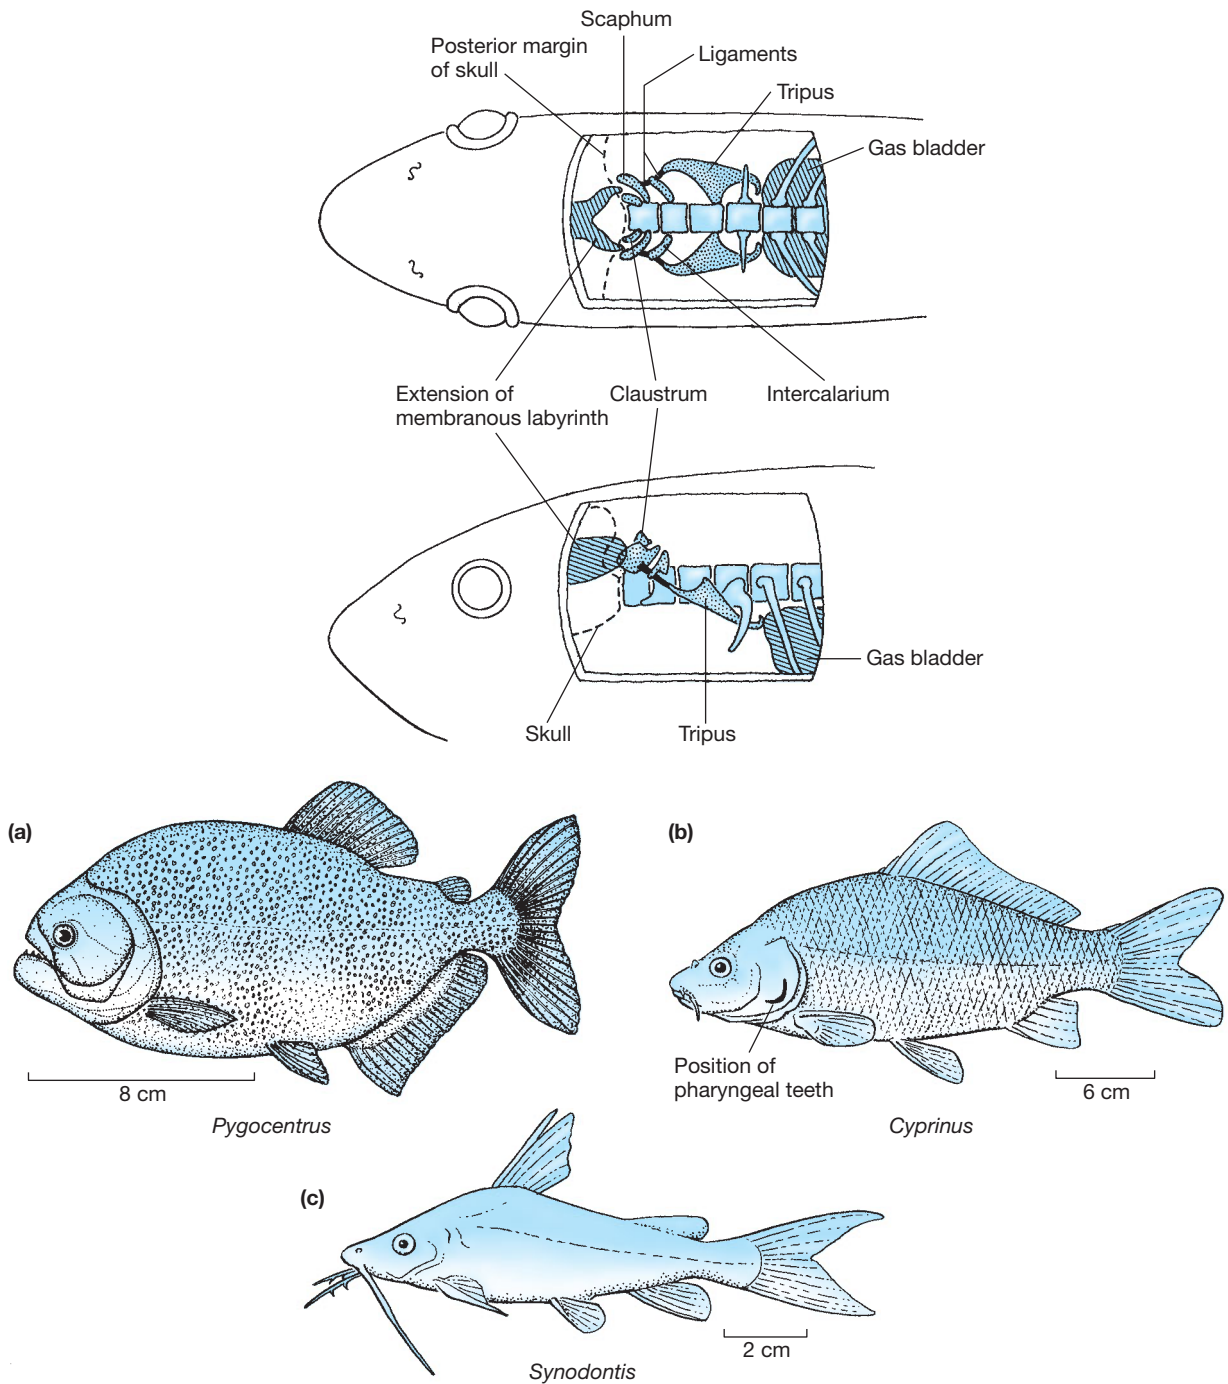 Scaphum
Posterior margin
of skull
Ligaments
Tripus
Gas bladder
Extension of
membranous labyrinth
Claustrum
Intercalarium
Gas bladder
Skull
Tripus
(a)
8 cm
Pygocentrus
(b)
Position of
pharyngeal teeth
6 cm
Cyprinus
(c)
2 cm
Synodontis